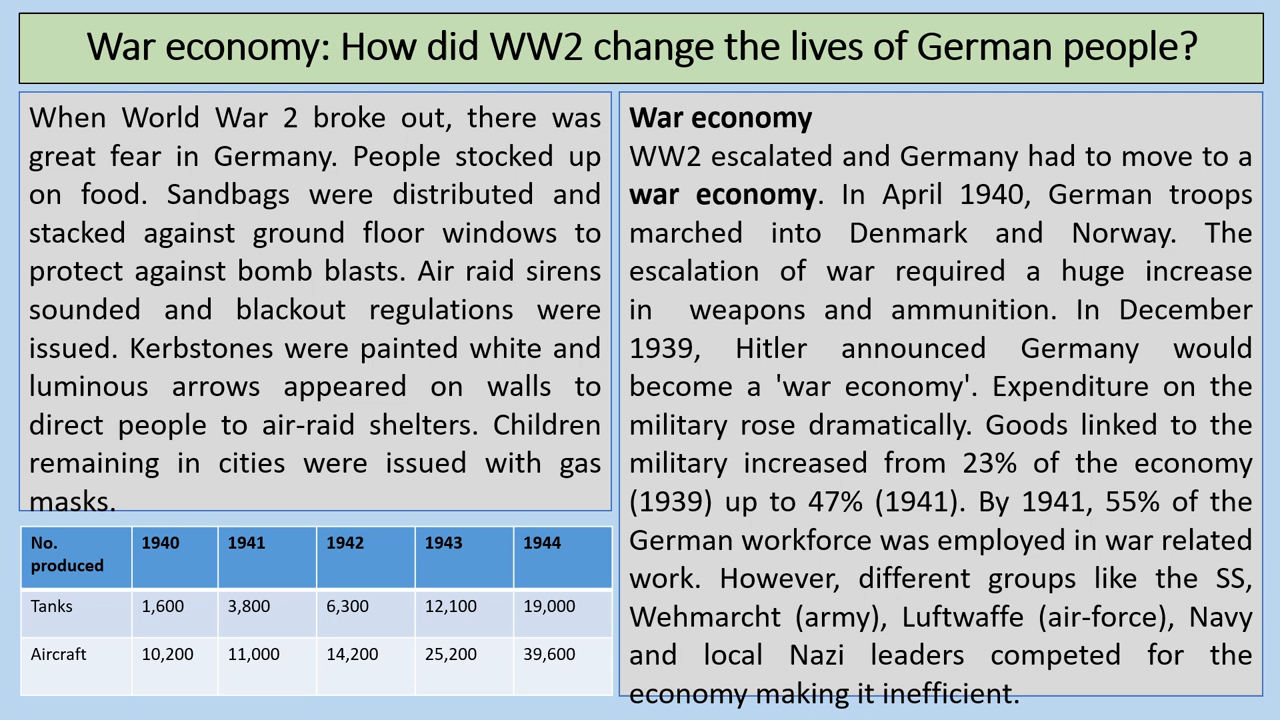 War economy: How did WW2 change the lives of German people?
When World War 2 broke out, there was
great fear in Germany. People stocked up
on food. Sandbags were distributed and
stacked against ground floor windows to
protect against bomb blasts. Air raid sirens
sounded and blackout regulations were
issued. Kerbstones were painted white and
luminous arrows appeared on walls to
direct people to air-raid shelters. Children
remaining in cities were issued with gas
masks.
No. produced 1940 1941 1942 1943 1944
Tanks 1,600 3,800 6,300 12,100 19,000
Aircraft 10,200 11,000 14,200 25,200 39,600
War economy
WW2 escalated and Germany had to move to a
war economy. In April 1940, German troops
marched into Denmark and Norway. The
escalation of war required a huge increase
in weapons and ammunition. In December
1939, Hitler announced Germany would
become a 'war economy'. Expenditure on the
military rose dramatically. Goods linked to the
military increased from 23% of the economy
(1939) up to 47% (1941). By 1941, 55% of the
German workforce was employed in war related
work. However, different groups like the SS,
Wehmarcht (army), Luftwaffe (air-force), Navy
and local Nazi leaders competed for the
economy making it inefficient.